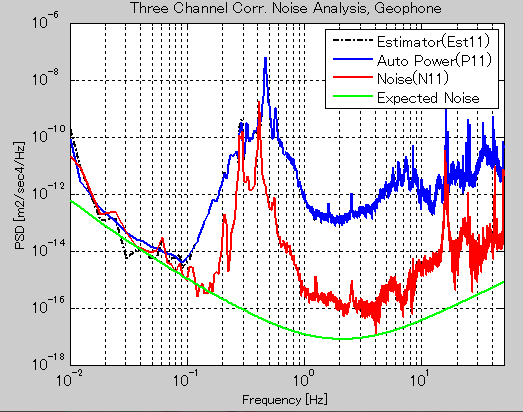 Three Channel Corr. Noise Analysis, Geophone
Estimator(Est11)
Auto Power(P11)
Noise(N11)
Expected Noise
PSD [m2/sec4/Hz]
10^-6
10^-8
10^-10
10^-12
10^-14
10^-16
10^-18
10^-2 10^-1 10^0 10^1
Frequency [Hz]